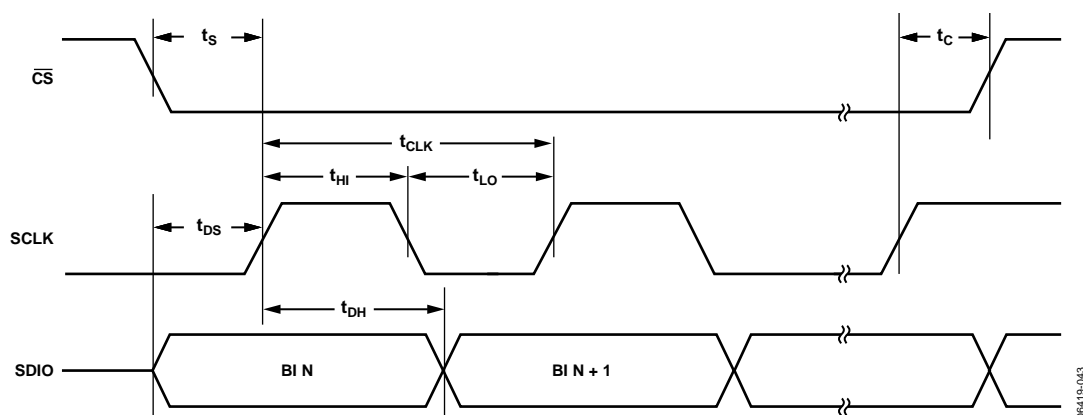 tS
tC
CS
tCLK
tHI
tLO
tDS
SCLK
tDH
SDIO
BI N
BI N + 1
06419-043